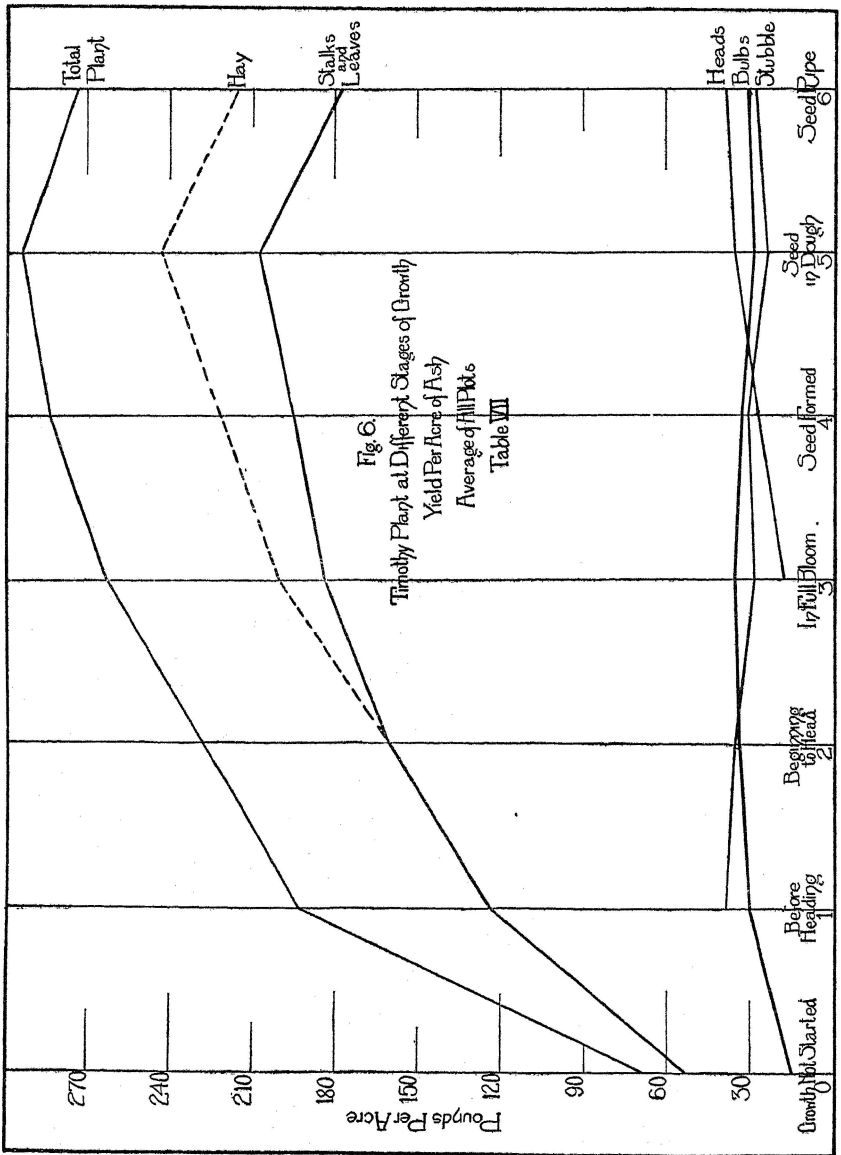 Fig. 6.
Timothy Plant at Different Stages of Growth
Yield Per Acre of Ash
Average of All Plots
Table VII
Pounds Per Acre
270
240
210
180
150
120
90
60
30
0
Total
Plant
Hay
Stalks
and
Leaves
Heads
Bulbs
Stubble
Growth Not Started
Before
Heading
1
Beginning
to Head
2
In Full Bloom.
3
Seed Formed
4
Seed
in Dough
5
Seed Ripe
6